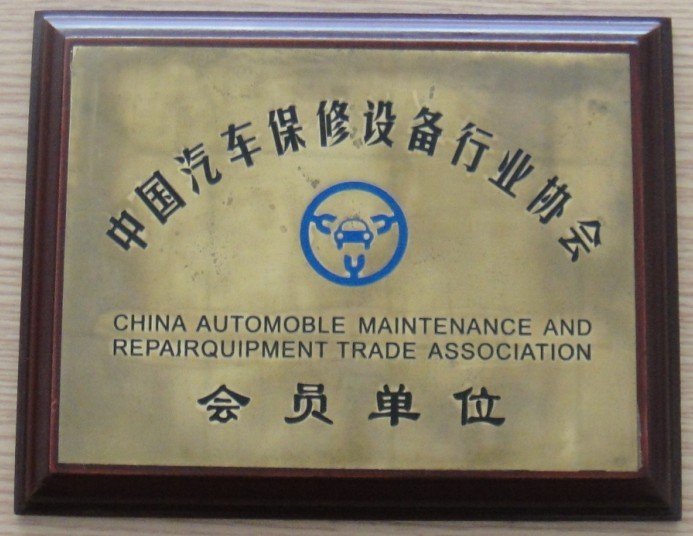 中国汽车保修设备行业协会
CHINA AUTOMOBLE MAINTENANCE AND
REPAIRQUIPMENT TRADE ASSOCIATION
会员单位